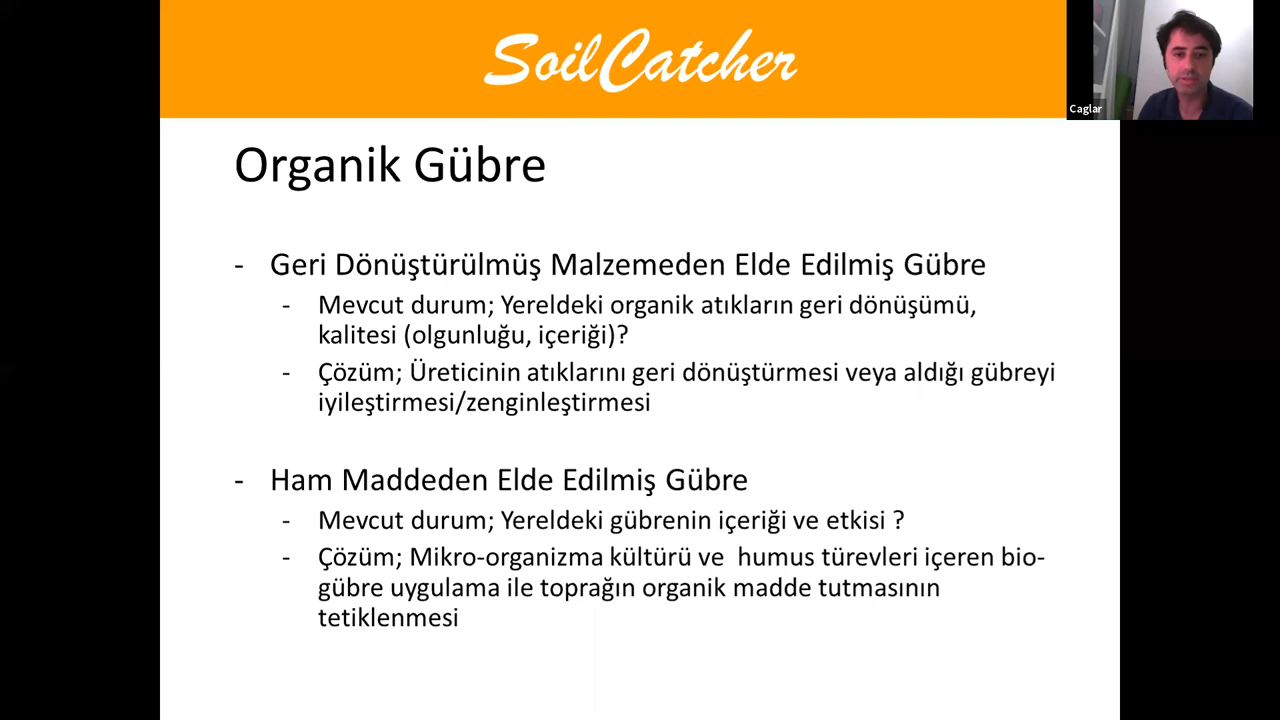 SoilCatcher
Caglar
Organik Gübre
- Geri Dönüştürülmüş Malzemeden Elde Edilmiş Gübre
- Mevcut durum; Yereldeki organik atıkların geri dönüşümü,
kalitesi (olgunluğu, içeriği)?
- Çözüm; Üreticinin atıklarını geri dönüştürmesi veya aldığı gübreyi
iyileştirmesi/zenginleştirmesi
- Ham Maddeden Elde Edilmiş Gübre
- Mevcut durum; Yereldeki gübrenin içeriği ve etkisi ?
- Çözüm; Mikro-organizma kültürü ve  humus türevleri içeren bio-
gübre uygulama ile toprağın organik madde tutmasının
tetiklenmesi